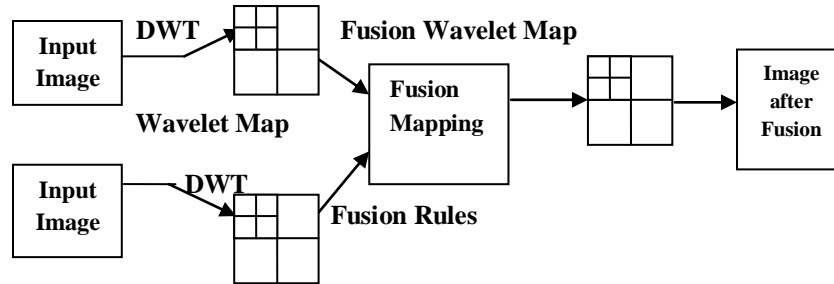 Input
Image
DWT
Fusion Wavelet Map
Wavelet Map
Fusion
Mapping
Image
after
Fusion
Input
Image
DWT
Fusion Rules